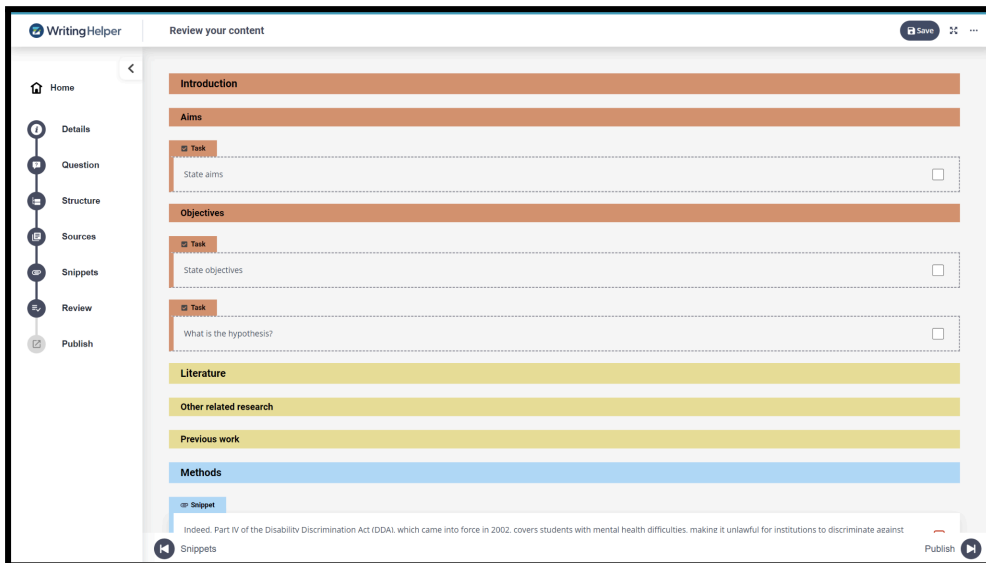 WritingHelper
Review your content
Save
Home
Details
Question
Structure
Sources
Snippets
Review
Publish
Introduction
Aims
Task
State aims
Objectives
Task
State objectives
Task
What is the hypothesis?
Literature
Other related research
Previous work
Methods
Snippet
Indeed, Part IV of the Disability Discrimination Act (DDA), which came into force in 2002, covers students with mental health difficulties, making it unlawful for institutions to discriminate against
Snippets
Publish